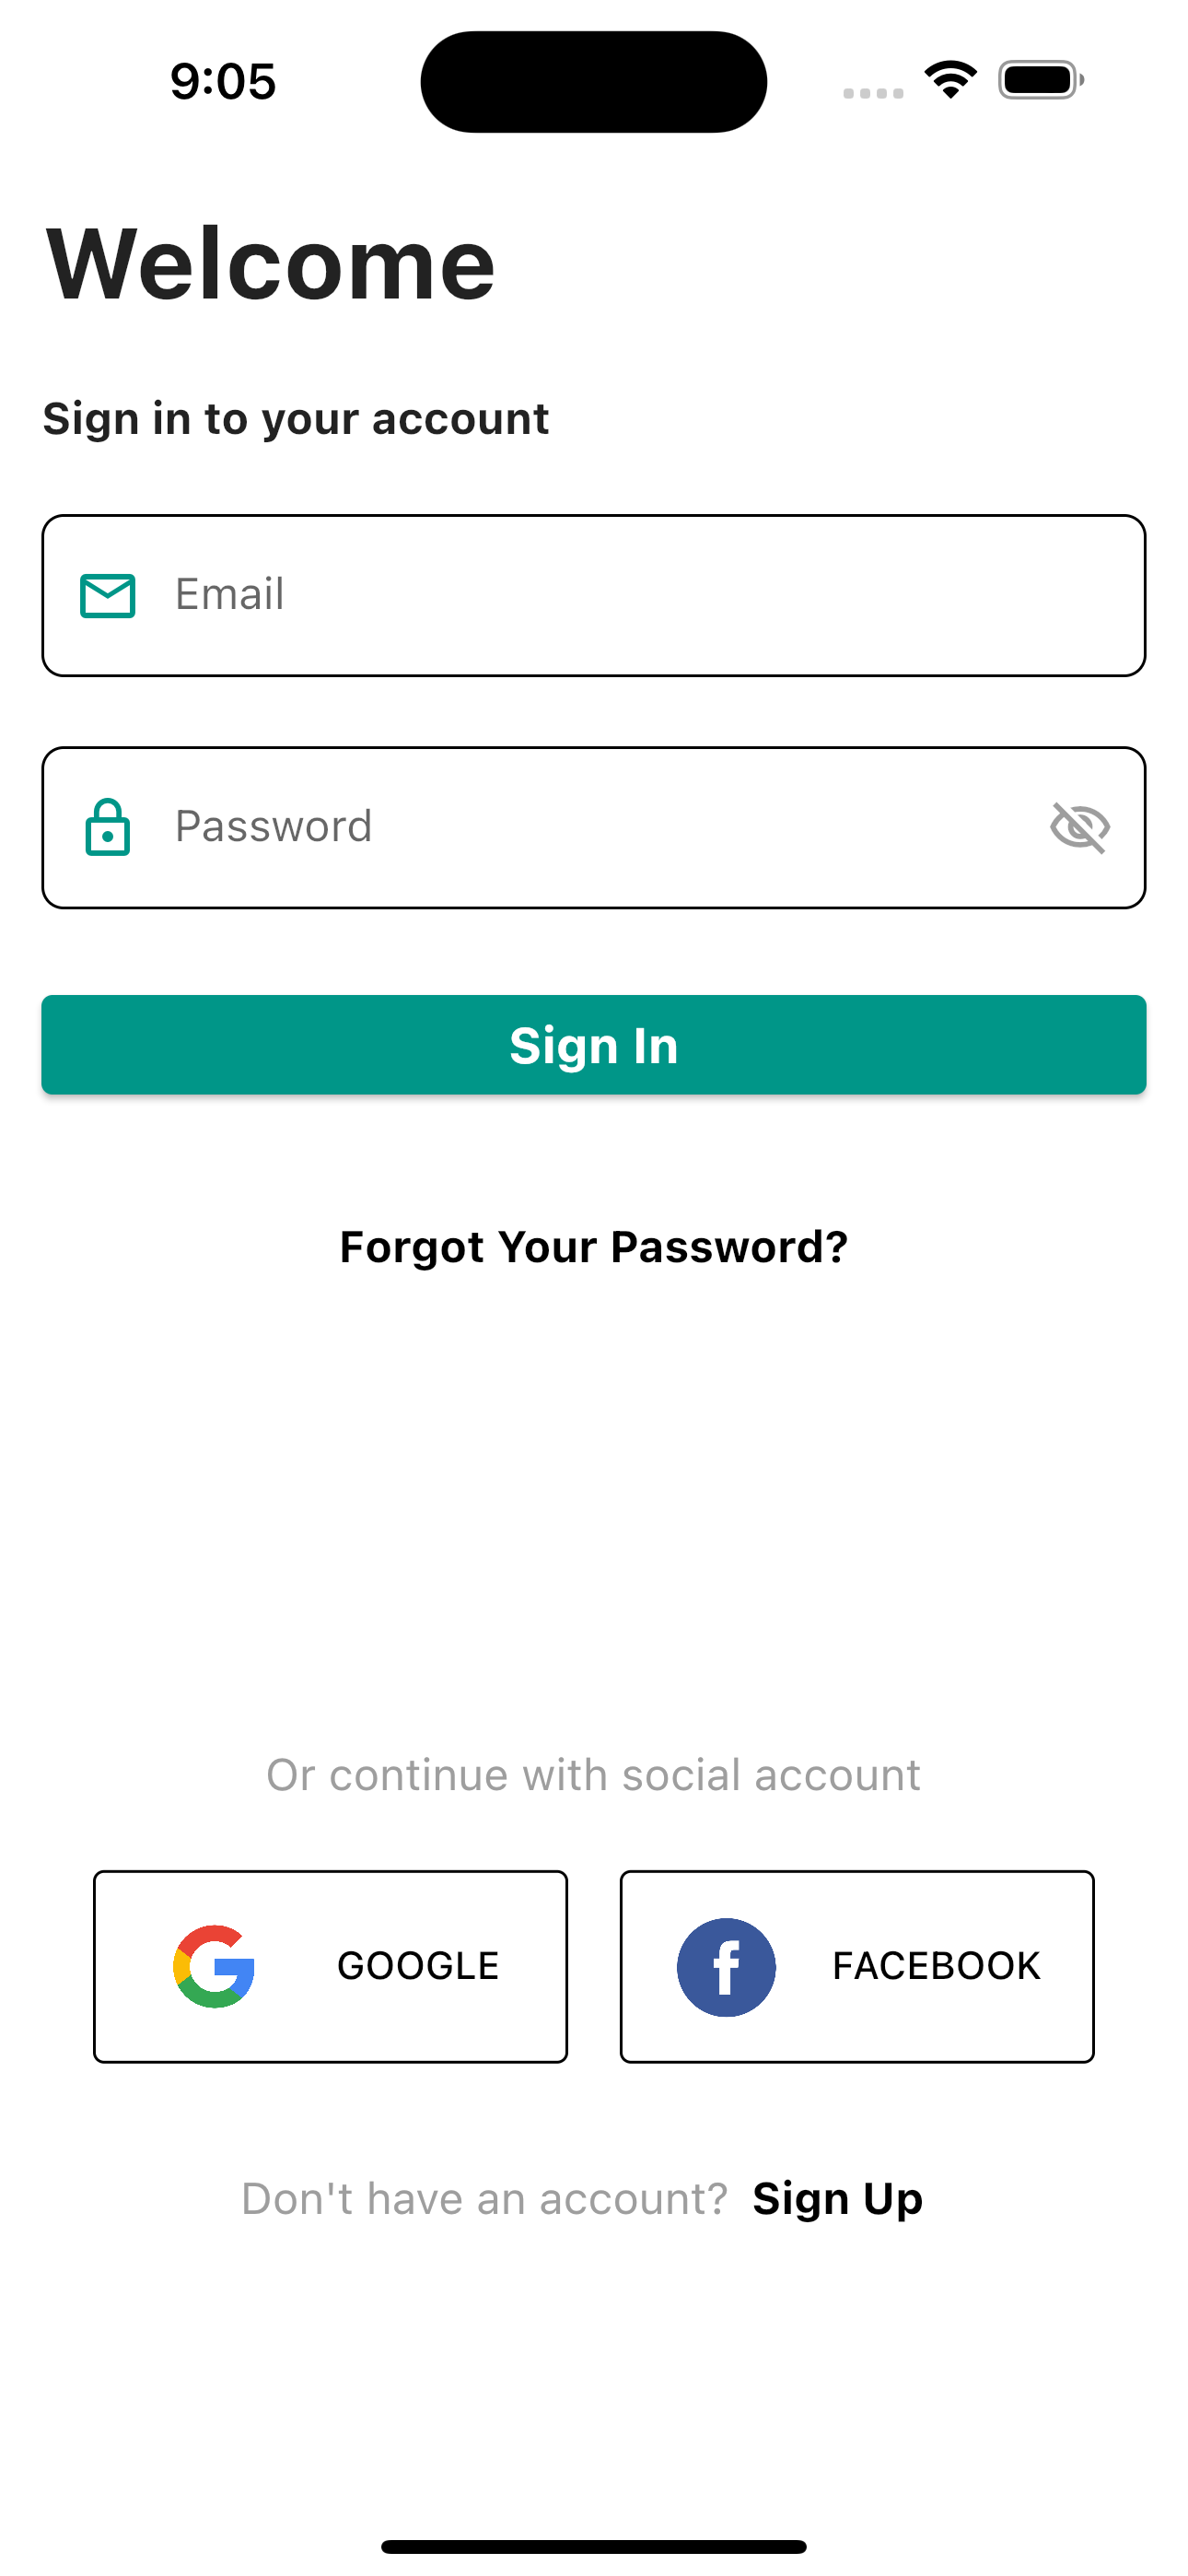 9:05
Welcome
Sign in to your account
Email
Password
Sign In
Forgot Your Password?
Or continue with social account
GOOGLE
FACEBOOK
Don't have an account? Sign Up